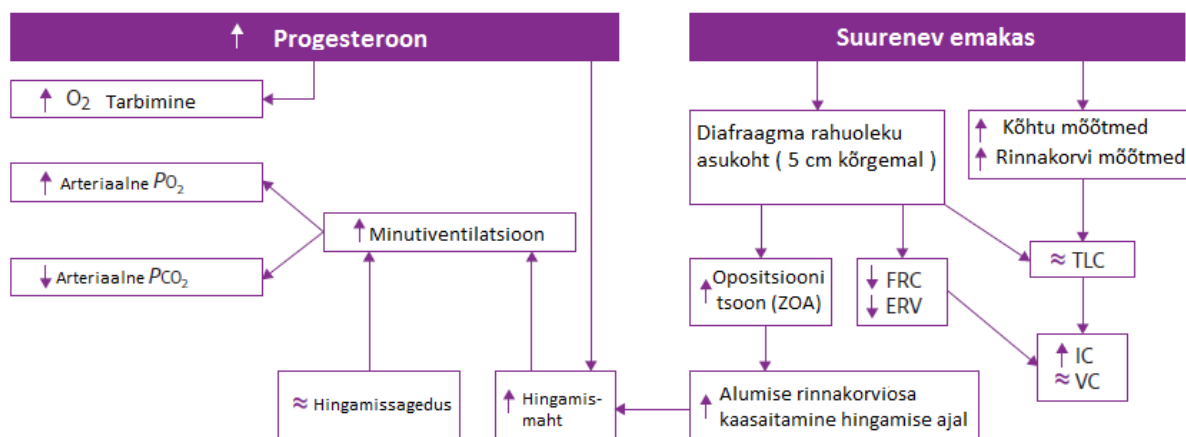 ↑ Progesteroon
Suurenev emakas
↑ O₂ Tarbimine
Diafraagma rahuoleku
asukoht ( 5 cm kõrgemal )
↑ Kõhtu mõõtmed
↑ Rinnakorvi mõõtmed
↑ Arteriaalne PO₂
↑ Minutiventilatsioon
↓ Arteriaalne PCO₂
↑ Opositsiooni
tsoon (ZOA)
↓ FRC
↓ ERV
≈ TLC
↑ IC
≈ VC
≈ Hingamissagedus
↑ Hingamis-
maht
↑ Alumise rinnakorviosa
kaasaitamine hingamise ajal